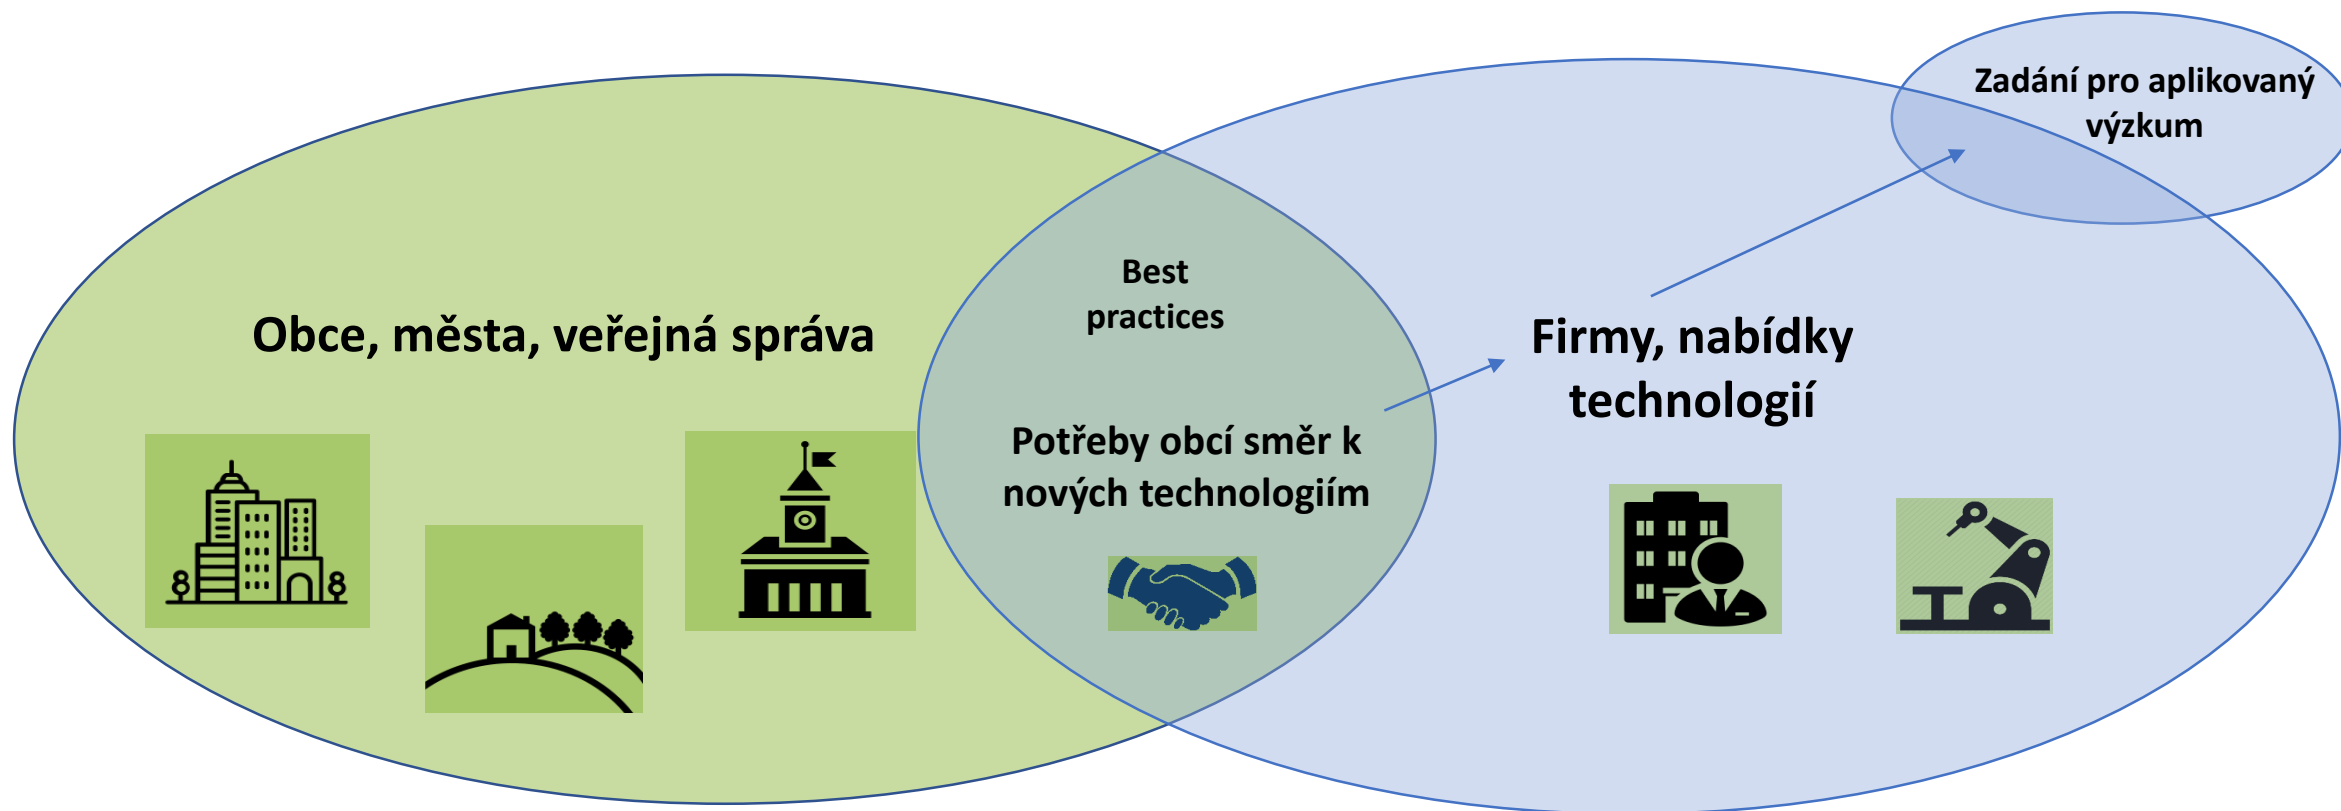 Obce, města, veřejná správa
Best
practices
Potřeby obcí směr k
nových technologiím
Firmy, nabídky
technologií
Zadání pro aplikovaný
výzkum